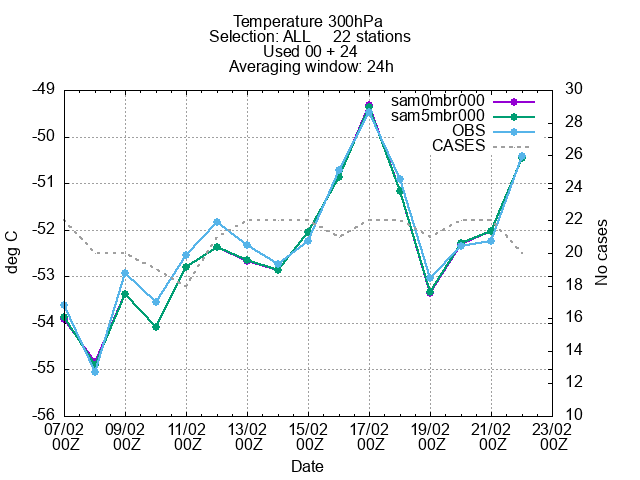 Temperature 300hPa
Selection: ALL 22 stations
Used 00 + 24
Averaging window: 24h
-49
-50
-51
-52
-53
-54
-55
-56
deg C
30
28
26
24
22
20
18
16
14
12
10
No cases
sam0mbr000
sam5mbr000
OBS
CASES
07/02 09/02 11/02 13/02 15/02 17/02 19/02 21/02 23/02
00Z 00Z 00Z 00Z 00Z 00Z 00Z 00Z 00Z
Date